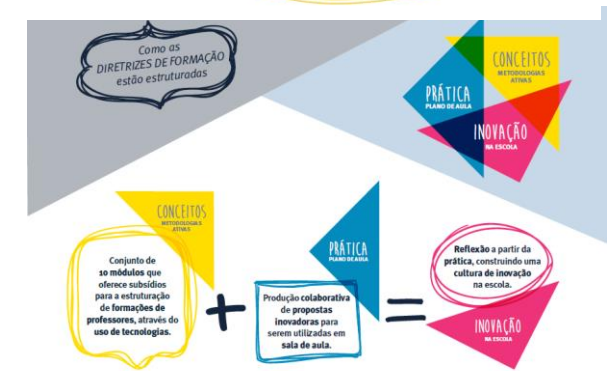 Como as
DIRETRIZES DE FORMAÇÃO
estão estruturadas
CONCEITOS
METODOLOGIAS
ATIVAS
PRÁTICA
PLANO DE AULA
INOVAÇÃO
NA ESCOLA
CONCEITOS
METODOLOGIAS
ATIVAS
Conjunto de
10 módulos que
oferece subsídios
para a estruturação
de formações de
professores, através do
uso de tecnologias.
+
PRÁTICA
PLANO DE AULA
Produção colaborativa
de propostas
inovadoras para
serem utilizadas em
sala de aula.
=
Reflexão a partir da
prática, construindo uma
cultura de inovação
na escola.
INOVAÇÃO
NA ESCOLA